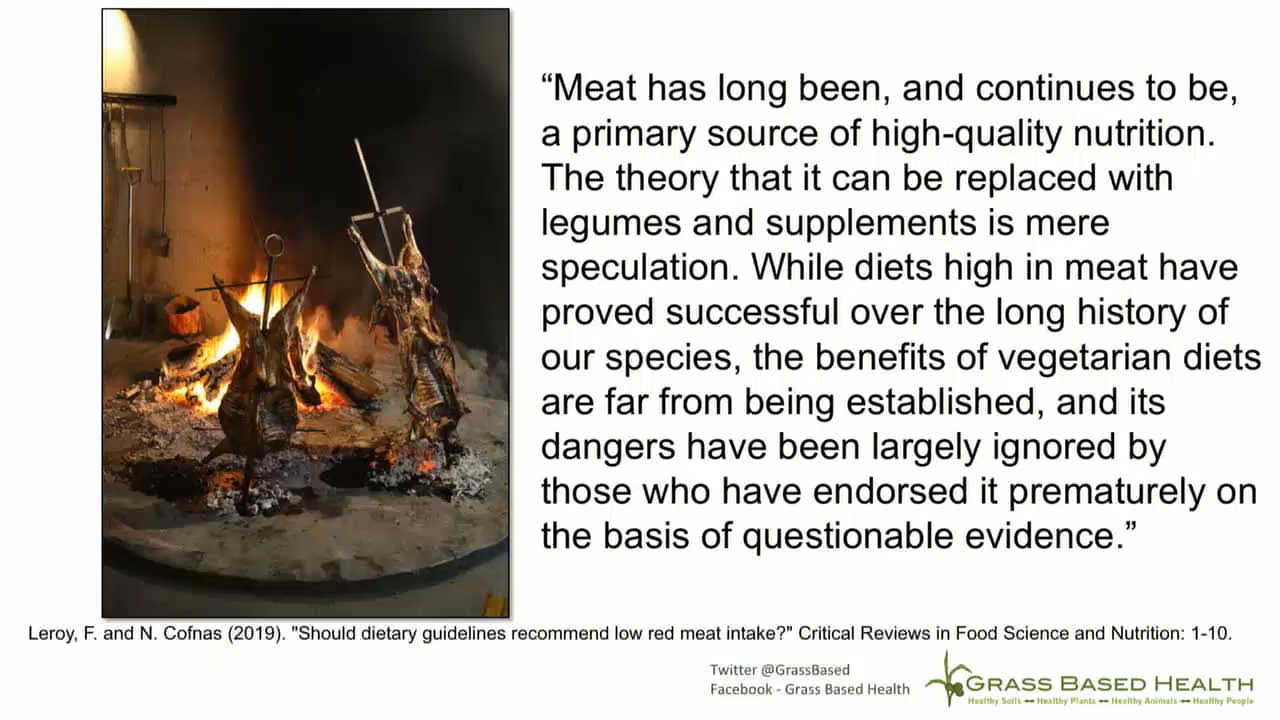 “Meat has long been, and continues to be,
a primary source of high-quality nutrition.
The theory that it can be replaced with
legumes and supplements is mere
speculation. While diets high in meat have
proved successful over the long history of
our species, the benefits of vegetarian diets
are far from being established, and its
dangers have been largely ignored by
those who have endorsed it prematurely on
the basis of questionable evidence.”
Leroy, F. and N. Cofnas (2019). "Should dietary guidelines recommend low red meat intake?" Critical Reviews in Food Science and Nutrition: 1-10.
Twitter @GrassBased
Facebook - Grass Based Health
GRASS BASED HEALTH
Healthy Soils ↔ Healthy Plants ↔ Healthy Animals ↔ Healthy People